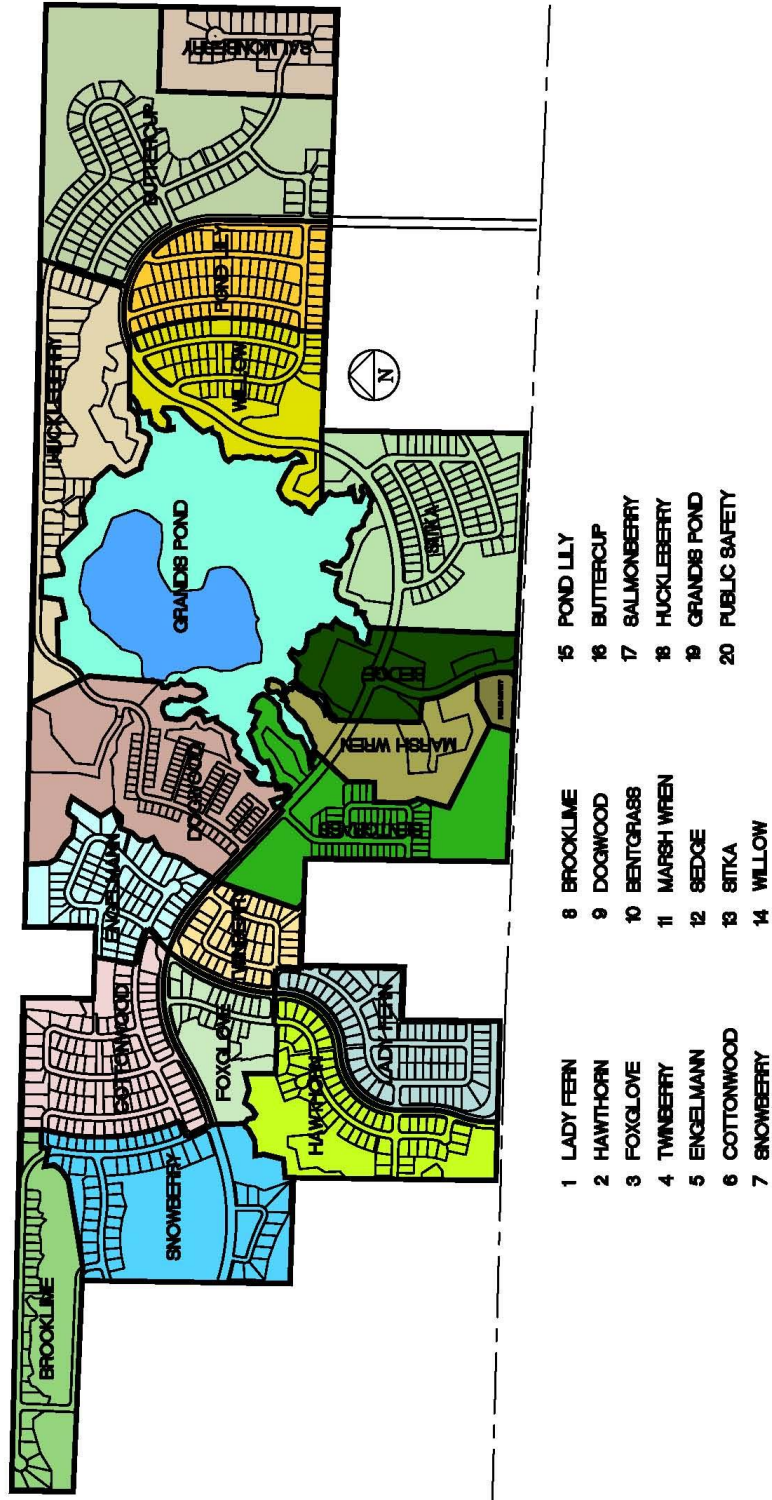 BROOKLIME
SNOWBERRY
COTTONWOOD
FOXGLOVE
HAWTHORN
LADY FERN
ENGELMANN
DOGWOOD
BENTGRASS
MARSH WREN
SEDGE
GRANDIS POND
HUCKLEBERRY
SITKA
WILLOW
POND LILY
BUTTERCUP
SALMONBERRY
N
1 LADY FERN
2 HAWTHORN
3 FOXGLOVE
4 TWINBERRY
5 ENGELMANN
6 COTTONWOOD
7 SNOWBERRY
8 BROOKLIME
9 DOGWOOD
10 BENTGRASS
11 MARSH WREN
12 SEDGE
13 SITKA
14 WILLOW
15 POND LILY
16 BUTTERCUP
17 SALMONBERRY
18 HUCKLEBERRY
19 GRANDIS POND
20 PUBLIC SAFETY